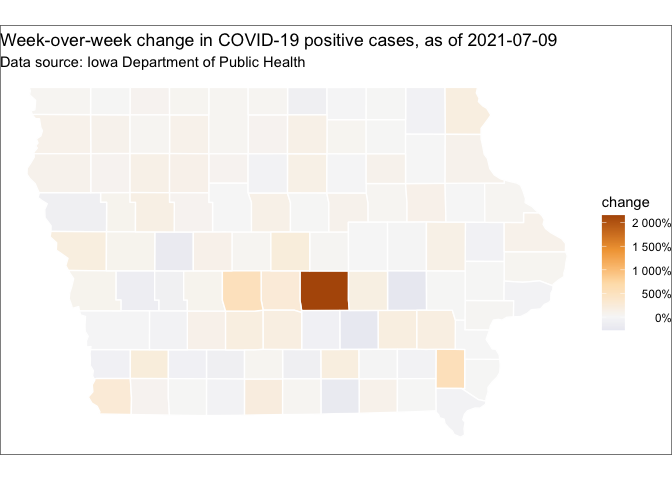 Week-over-week change in COVID-19 positive cases, as of 2021-07-09
Data source: Iowa Department of Public Health
change
2 000%
1 500%
1 000%
500%
0%